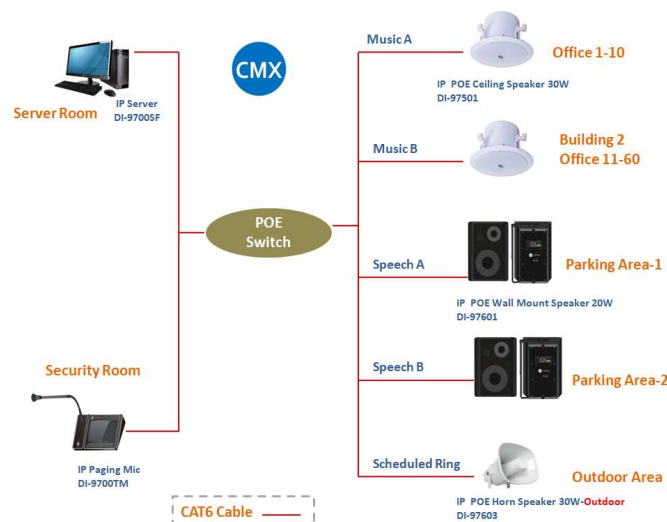 CMX
Music A
Office 1-10
IP POE Ceiling Speaker 30W
DI-97501
IP Server
DI-9700SF
Server Room
Music B
Building 2
Office 11-60
POE
Switch
Speech A
Parking Area-1
IP POE Wall Mount Speaker 20W
DI-97601
Security Room
Speech B
Parking Area-2
IP Paging Mic
DI-9700TM
Scheduled Ring
Outdoor Area
IP POE Horn Speaker 30W-Outdoor
DI-97603
CAT6 Cable